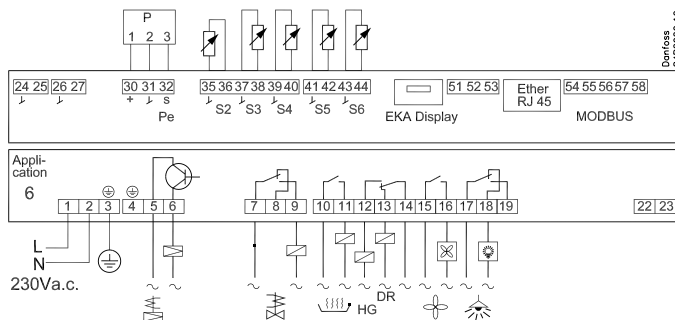 P
1 2 3
Danfoss
24 25 26 27
30 31 32
35 36 37 38 39 40
41 42 43 44
51 52 53
Ether
RJ 45
54 55 56 57 58
+ s
Pe
S2 S3 S4 S5 S6
EKA Display
MODBUS
Appli-
cation
6
1 2 3 4 5 6
7 8 9
10 11 12 13 14 15 16 17 18 19
22 23
L
N
230Va.c.
HG
DR